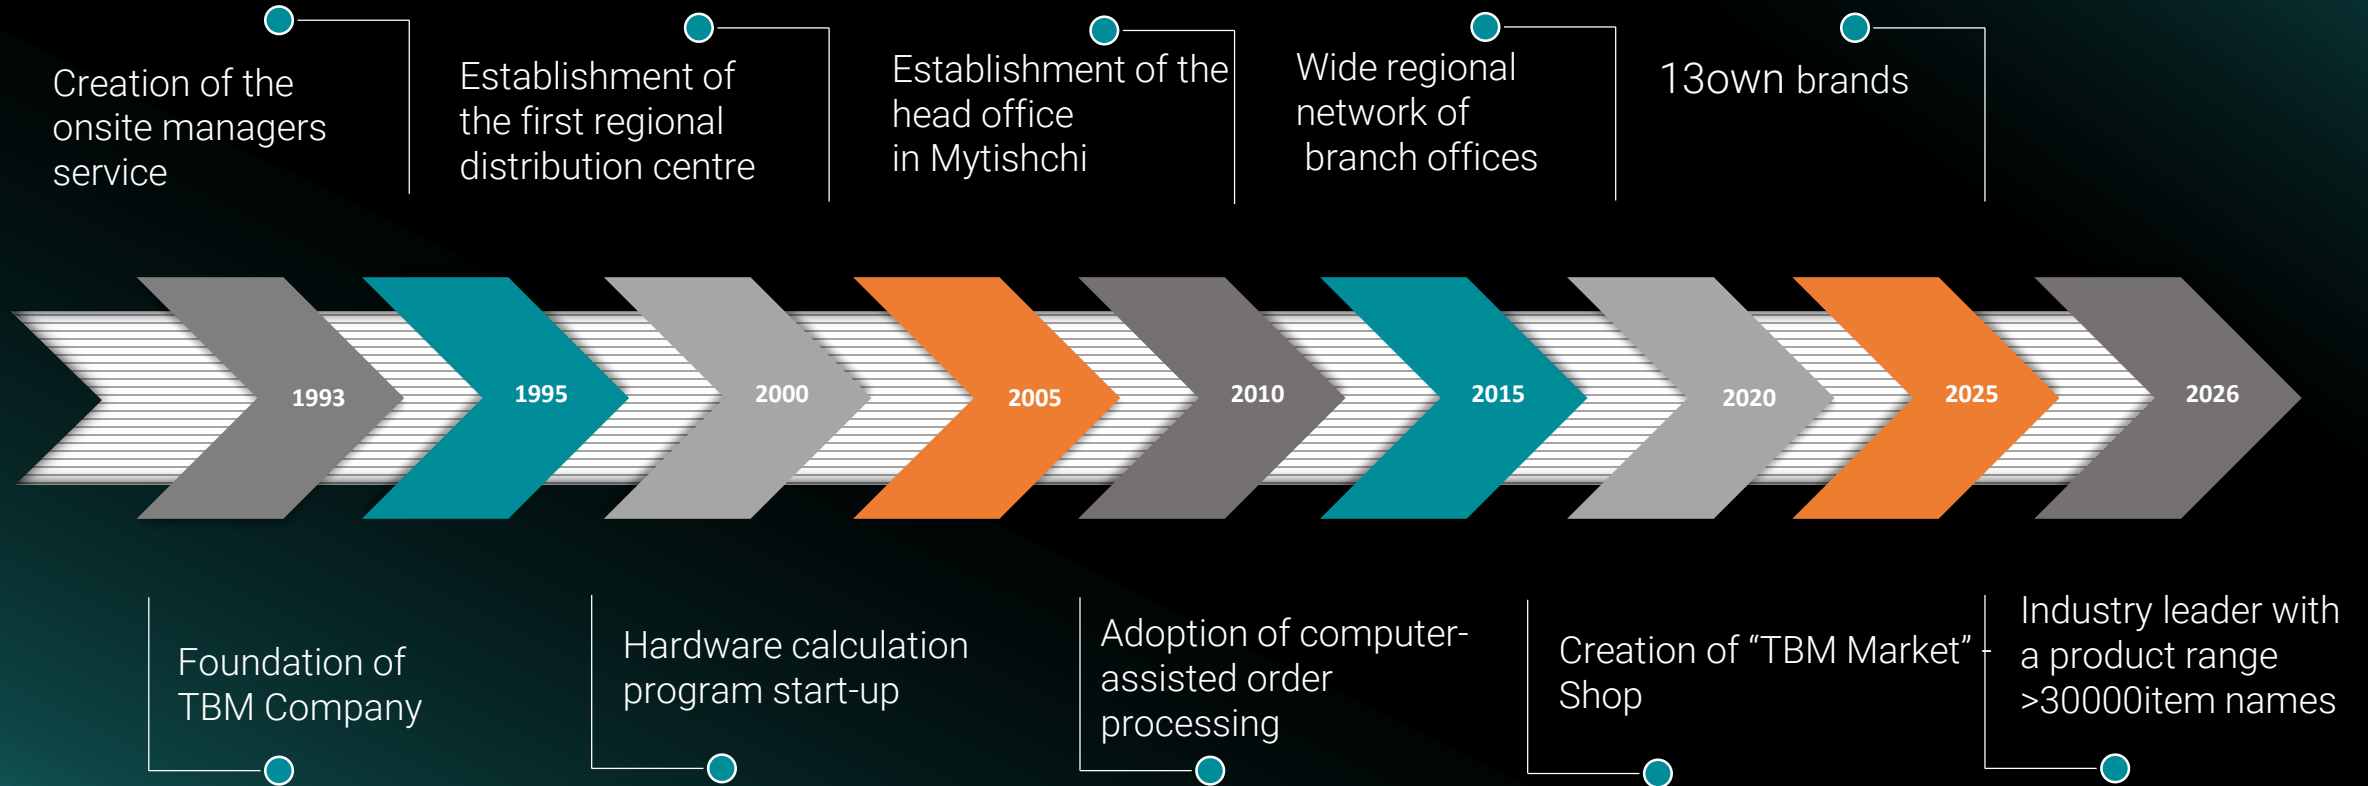 Creation of the
onsite managers
service
Establishment of
the first regional
distribution centre
Establishment of the
head office
in Mytishchi
Wide regional
network of
branch offices
13own brands
1993
1995
2000
2005
2010
2015
2020
2025
2026
Foundation of
TBM Company
Hardware calculation
program start-up
Adoption of computer-
assisted order
processing
Creation of “TBM Market” -
Shop
Industry leader with
a product range
>30000item names